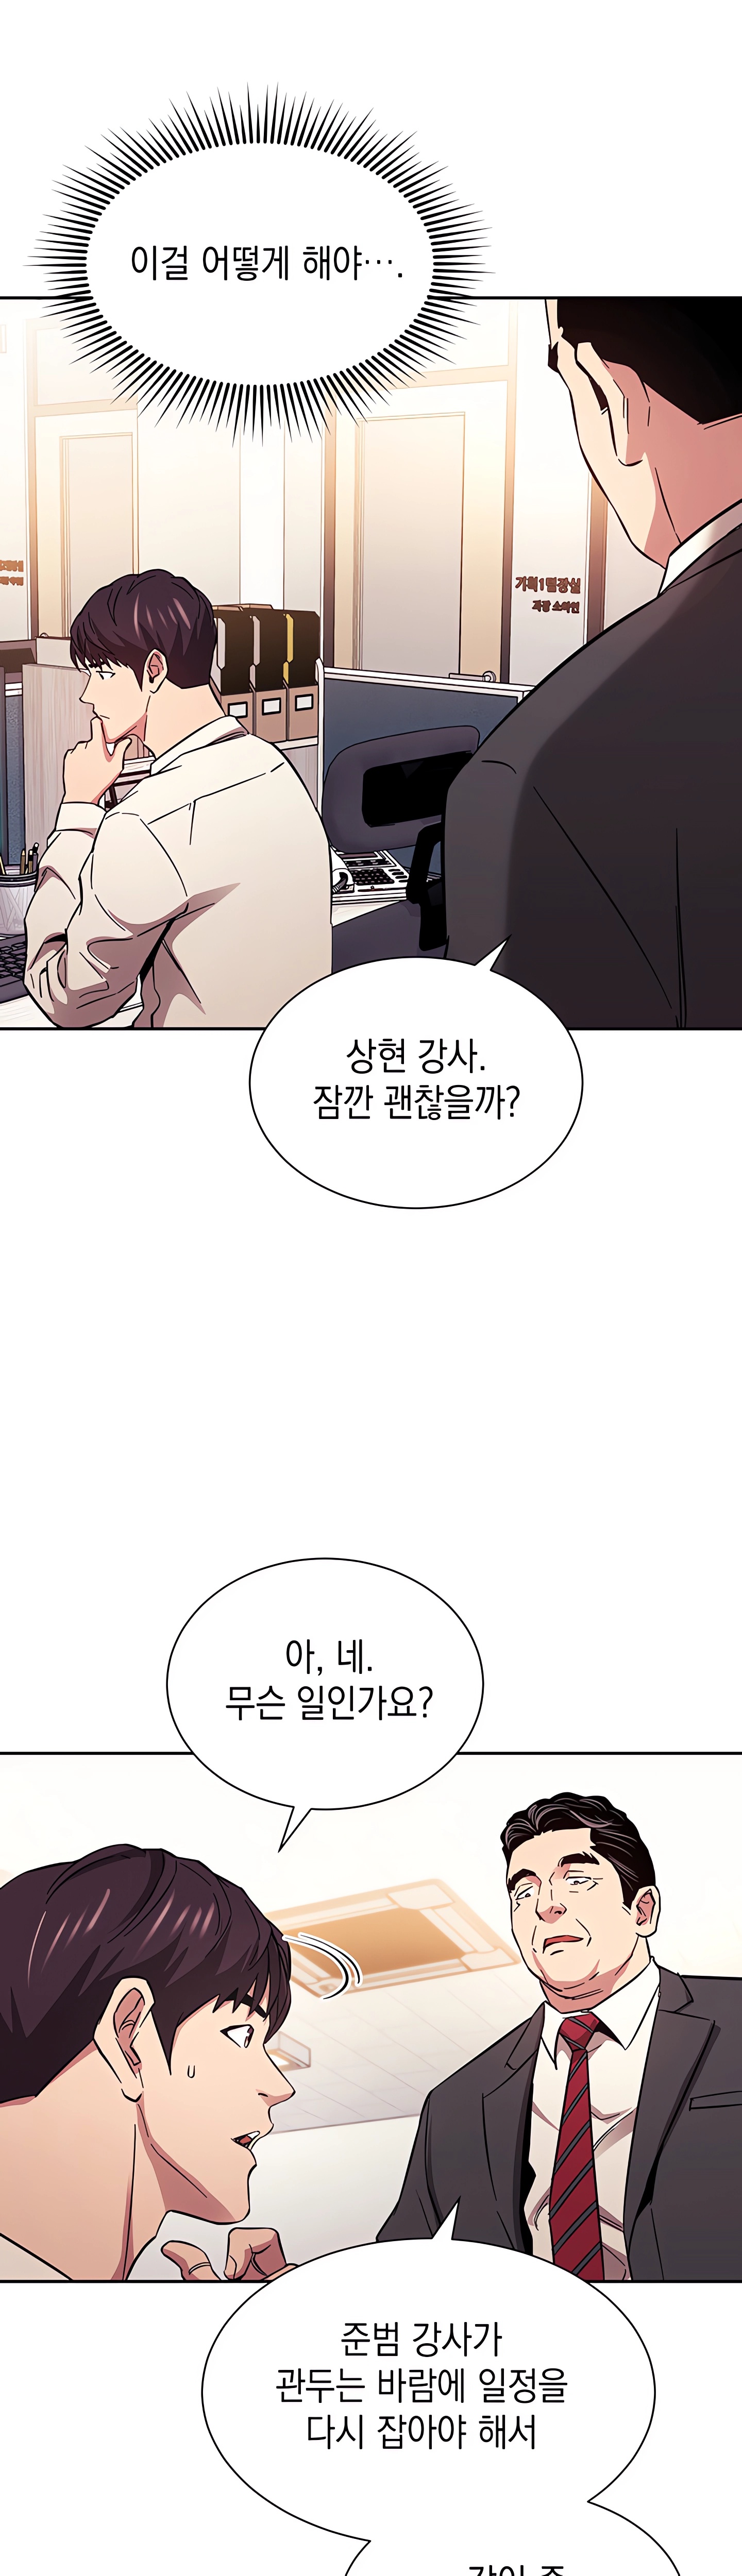 이걸 어떻게 해야….
기획1팀장실
상현 강사.
잠깐 괜찮을까?
아, 네.
무슨 일인가요?
준범 강사가
관두는 바람에 일정을
다시 잡아야 해서